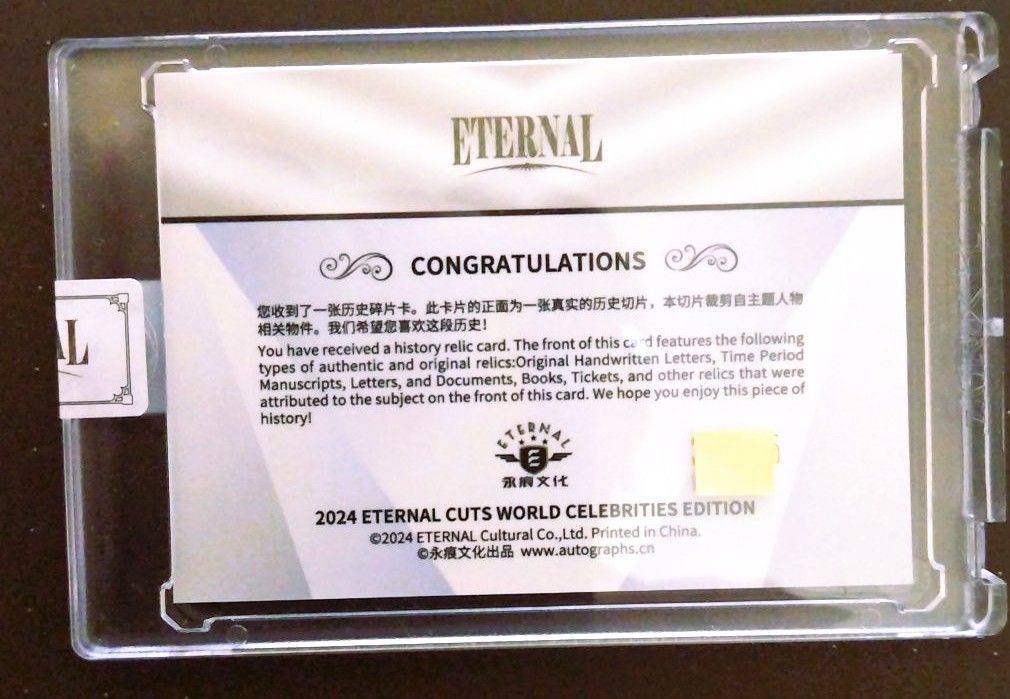 ETERNAL
CONGRATULATIONS
您收到了一张历史碎片卡。此卡片的正面为一张真实的历史切片，本切片裁剪自主题人物
相关物件。我们希望您喜欢这段历史!
You have received a history relic card. The front of this card features the following
types of authentic and original relics:Original Handwritten Letters, Time Period
Manuscripts, Letters, and Documents, Books, Tickets, and other relics that were
attributed to the subject on the front of this card. We hope you enjoy this piece of
history!
ETERNAL
永痕文化
2024 ETERNAL CUTS WORLD CELEBRITIES EDITION
©2024 ETERNAL Cultural Co.,Ltd. Printed in China.
©永痕文化出品 www.autographs.cn